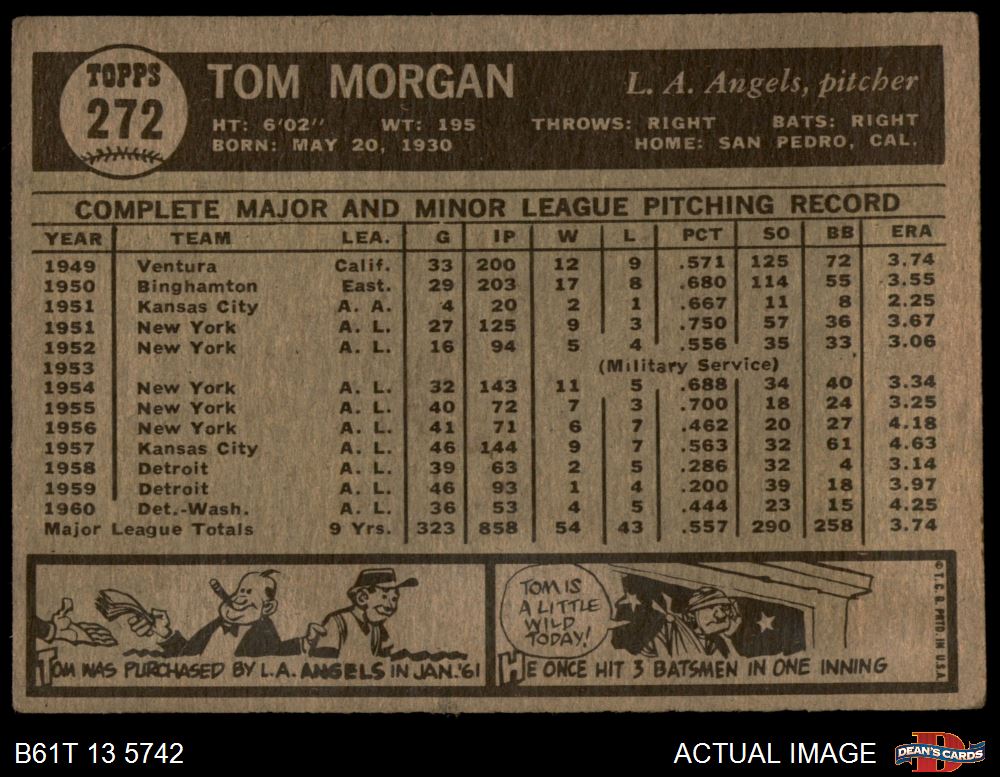 TOPPS
272
TOM MORGAN
L. A. Angels, pitcher
HT: 6'02" WT: 195 THROWS: RIGHT BATS: RIGHT
BORN: MAY 20, 1930 HOME: SAN PEDRO, CAL.
COMPLETE MAJOR AND MINOR LEAGUE PITCHING RECORD
YEAR TEAM LEA. G IP W L PCT SO BB ERA
1949 Ventura Calif. 33 200 12 9 .571 125 72 3.74
1950 Binghamton East. 29 203 17 8 .680 114 55 3.55
1951 Kansas City A. A. 4 20 2 1 .667 11 8 2.25
1951 New York A. L. 27 125 9 3 .750 57 36 3.67
1952 New York A. L. 16 94 5 4 .556 35 33 3.06
1953 (Military Service)
1954 New York A. L. 32 143 11 5 .688 34 40 3.34
1955 New York A. L. 40 72 7 3 .700 18 24 3.25
1956 New York A. L. 41 71 6 7 .462 20 27 4.18
1957 Kansas City A. L. 46 144 9 7 .563 32 61 4.63
1958 Detroit A. L. 39 63 2 5 .286 32 4 3.14
1959 Detroit A. L. 46 93 1 4 .200 39 18 3.97
1960 Det.-Wash. A. L. 36 53 4 5 .444 23 15 4.25
Major League Totals 9 Yrs. 323 858 54 43 .557 290 258 3.74
TOM WAS PURCHASED BY L.A. ANGELS IN JAN. '61
TOM IS
A LITTLE
WILD
TODAY!
HE ONCE HIT 3 BATSMEN IN ONE INNING
© T. C. G. PRTD. IN U.S.A.
B61T 13 5742
ACTUAL IMAGE
D
DEAN'S CARDS